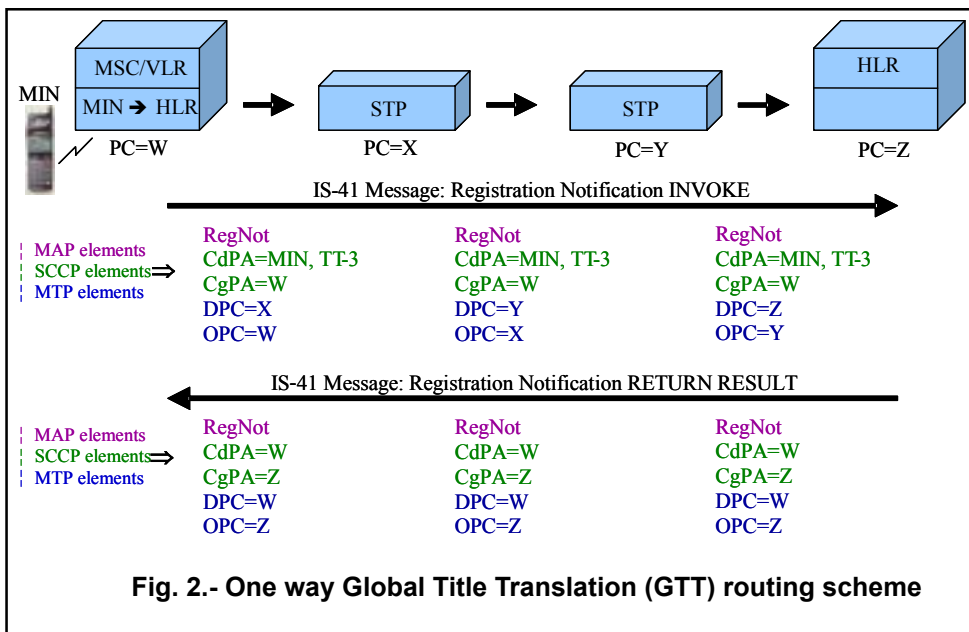 MSC/VLR
HLR
MIN
MIN ➔ HLR
STP
STP
PC=W
PC=X
PC=Y
PC=Z
IS-41 Message: Registration Notification INVOKE
RegNot
RegNot
RegNot
¦ MAP elements
CdPA=MIN, TT-3
CdPA=MIN, TT-3
CdPA=MIN, TT-3
¦ SCCP elements⇒
CgPA=W
CgPA=W
CgPA=W
¦ MTP elements
DPC=X
DPC=Y
DPC=Z
OPC=W
OPC=X
OPC=Y
IS-41 Message: Registration Notification RETURN RESULT
RegNot
RegNot
RegNot
¦ MAP elements
CdPA=W
CdPA=W
CdPA=W
¦ SCCP elements⇒
CgPA=Z
CgPA=Z
CgPA=Z
¦ MTP elements
DPC=W
DPC=W
DPC=W
OPC=Z
OPC=Z
OPC=Z
Fig. 2.- One way Global Title Translation (GTT) routing scheme